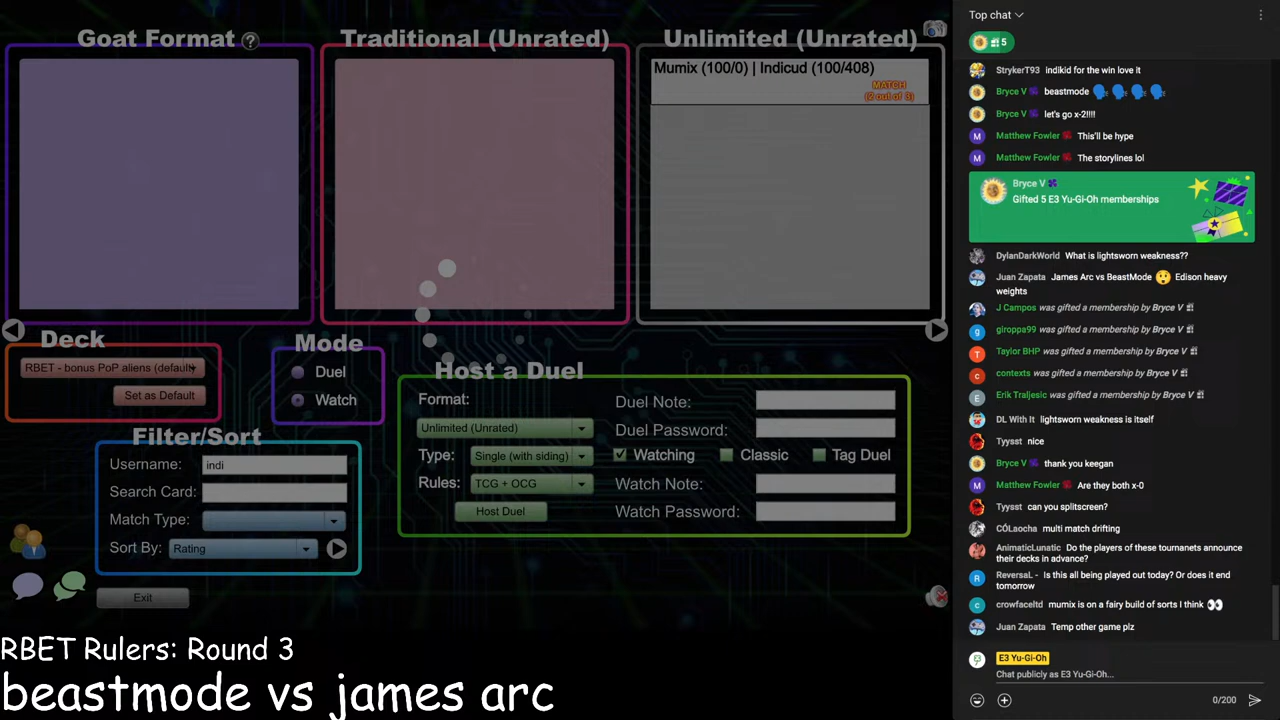 Goat Format ?
Traditional (Unrated)
Unlimited (Unrated)
Mumix (100/0) | Indicud (100/408)
MATCH
(2 out of 3)
Deck
RBET - bonus PoP aliens (default)
Set as Default
Mode
Duel
Watch
Filter/Sort
Username: indi
Search Card:
Match Type:
Sort By: Rating
Exit
Host a Duel
Format:
Unlimited (Unrated)
Type: Single (with siding)
Rules: TCG + OCG
Host Duel
Duel Note:
Duel Password:
Watching Classic Tag Duel
Watch Note:
Watch Password:
RBET Rulers: Round 3
beastmode vs james arc
Top chat
5
StrykerT93 indikid for the win love it
Bryce V beastmode
Bryce V let's go x-2!!!!
Matthew Fowler This'll be hype
Matthew Fowler The storylines lol
Bryce V
Gifted 5 E3 Yu-Gi-Oh memberships
DylanDarkWorld What is lightsworn weakness??
Juan Zapata James Arc vs BeastMode Edison heavy
weights
J Campos was gifted a membership by Bryce V
giroppa99 was gifted a membership by Bryce V
Taylor BHP was gifted a membership by Bryce V
contexts was gifted a membership by Bryce V
Erik Traljesic was gifted a membership by Bryce V
DL With It lightsworn weakness is itself
Tyysst nice
Bryce V thank you keegan
Matthew Fowler Are they both x-0
Tyysst can you splitscreen?
CÓLaocha multi match drifting
AnimaticLunatic Do the players of these tournanets announce
their decks in advance?
ReversaL - Is this all being played out today? Or does it end
tomorrow
crowfaceltd mumix is on a fairy build of sorts I think
Juan Zapata Temp other game plz
E3 Yu-Gi-Oh
Chat publicly as E3 Yu-Gi-Oh...
0/200